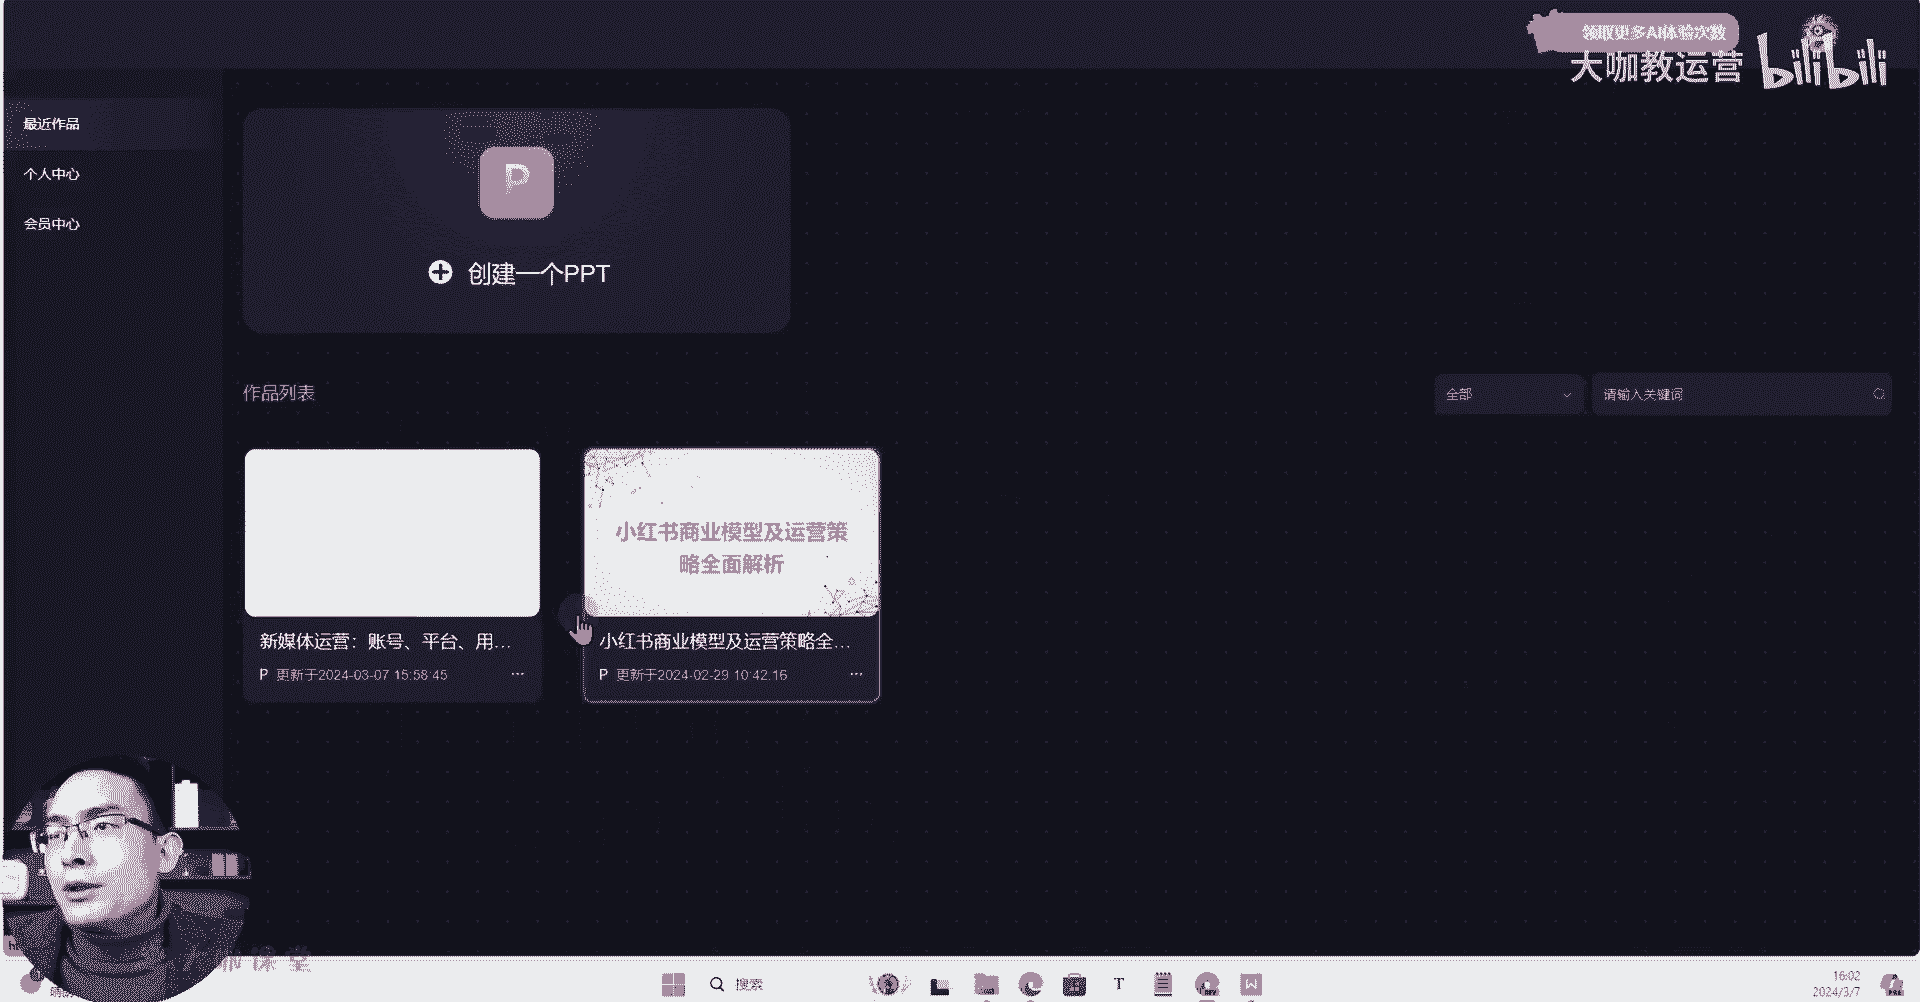 领取更多AI体验次数
大咖教运营 bilibili
最近作品
个人中心
会员中心
P
创建一个PPT
作品列表
全部
请输入关键词
小红书商业模型及运营策
略全面解析
新媒体运营：账号、平台、用...
P 更新于2024-03-07 15:58:45 ...
小红书商业模型及运营策略全...
P 更新于2024-02-29 10:42:16 ...
课堂
搜索
T
W
16:02
2024/3/7